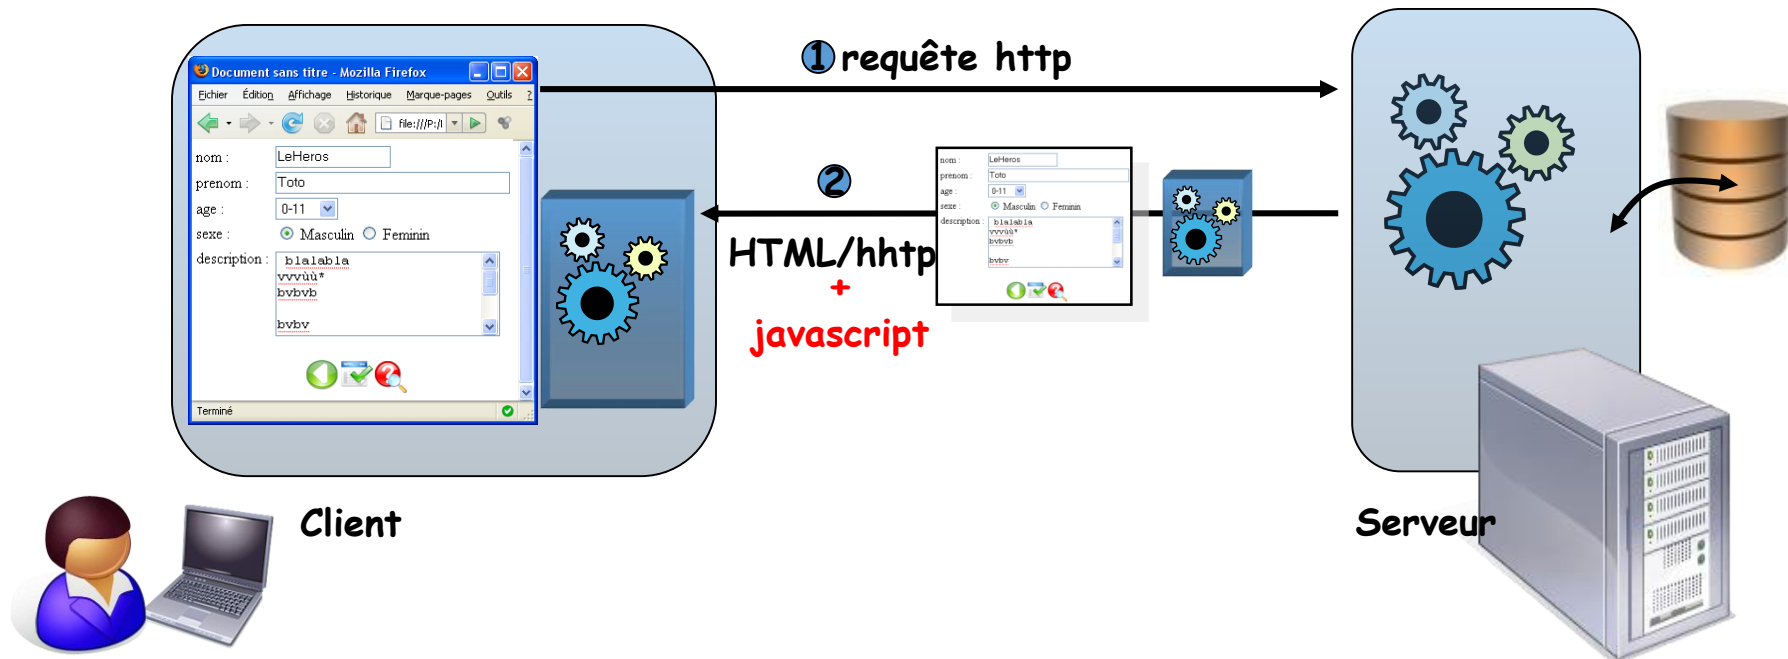 1 requête http
Document sans titre - Mozilla Firefox
Fichier Édition Affichage Historique Marque-pages Outils ?
file:///P:/I
nom : LeHeros
prenom : Toto
age : 0-11
sexe : Masculin Feminin
description : blalabla
vvvùù*
bvbvb
bvbv
Terminé
2
HTML/hhtp
+
javascript
nom : LeHeros
prenom : Toto
age : 0-11
sexe : Masculin Feminin
description : blalabla
vvvùù*
bvbvb
bvbv
Client
Serveur